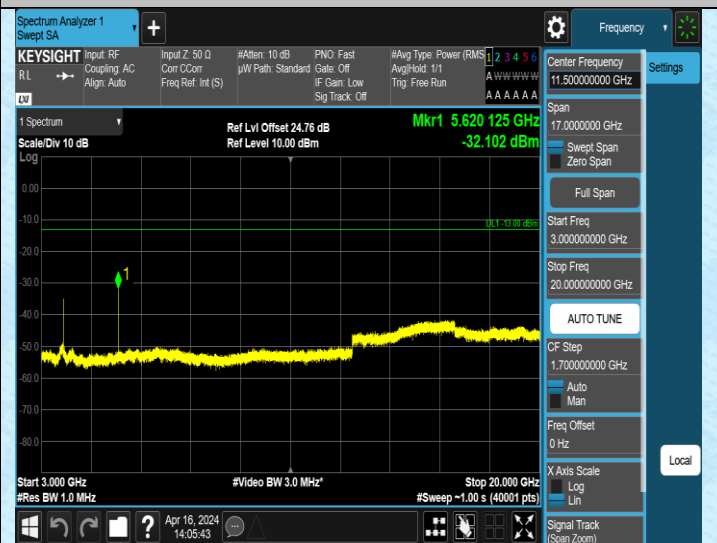 Spectrum Analyzer 1
Swept SA
Frequency
KEYSIGHT
RL
LXI
Input: RF
Coupling: AC
Align: Auto
Input Z: 50 Ω
Corr CCorr
Freq Ref: Int (S)
#Atten: 10 dB
µW Path: Standard
PNO: Fast
Gate: Off
IF Gain: Low
Sig Track: Off
#Avg Type: Power (RMS
Avg|Hold: 1/1
Trig: Free Run
1 2 3 4 5 6
A W W W W W
A A A A A A
1 Spectrum
Scale/Div 10 dB
Log
Ref Lvl Offset 24.76 dB
Ref Level 10.00 dBm
Mkr1 5.620 125 GHz
-32.102 dBm
0.00
-10.0
DL1 -13.00 dBm
-20.0
-30.0
1
-40.0
-50.0
-60.0
-70.0
-80.0
Start 3.000 GHz
#Res BW 1.0 MHz
#Video BW 3.0 MHz*
Stop 20.000 GHz
#Sweep ~1.00 s (40001 pts)
?
Apr 16, 2024
14:05:43
Center Frequency
11.500000000 GHz
Settings
Span
17.0000000 GHz
Swept Span
Zero Span
Full Span
Start Freq
3.000000000 GHz
Stop Freq
20.000000000 GHz
AUTO TUNE
CF Step
1.700000000 GHz
Auto
Man
Freq Offset
0 Hz
X Axis Scale
Log
Lin
Local
Signal Track
(Span Zoom)